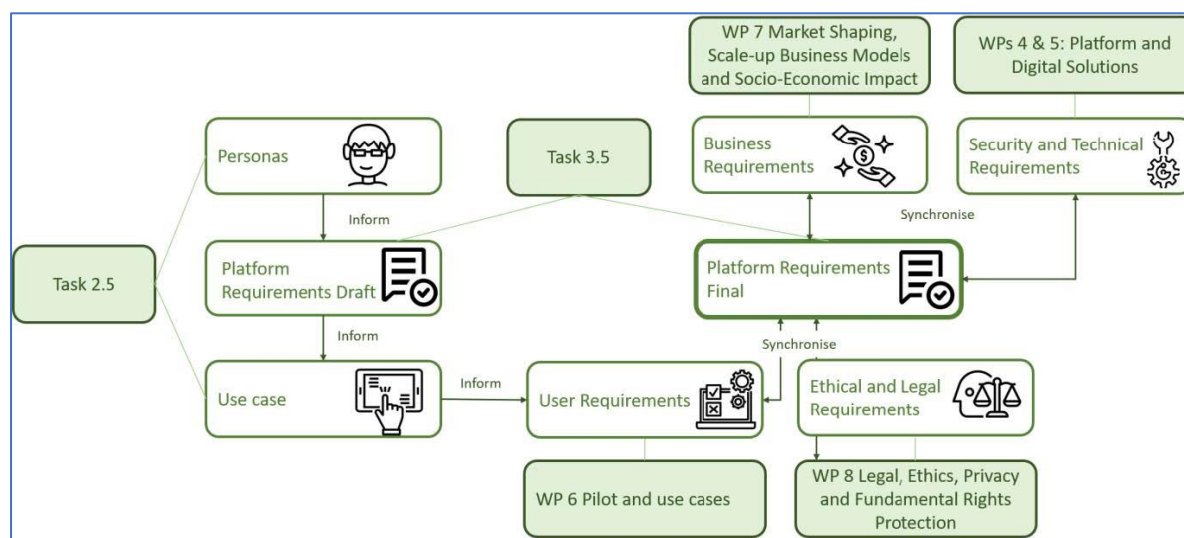 WP 7 Market Shaping,
Scale-up Business Models
and Socio-Economic Impact
WPs 4 & 5: Platform and
Digital Solutions
Personas
Task 3.5
Business
Requirements
$
Security and Technical
Requirements
Inform
Synchronise
Task 2.5
Platform
Requirements Draft
Platform Requirements
Final
Inform
Synchronise
Use case
Inform
User Requirements
Ethical and Legal
Requirements
WP 6 Pilot and use cases
WP 8 Legal, Ethics, Privacy
and Fundamental Rights
Protection